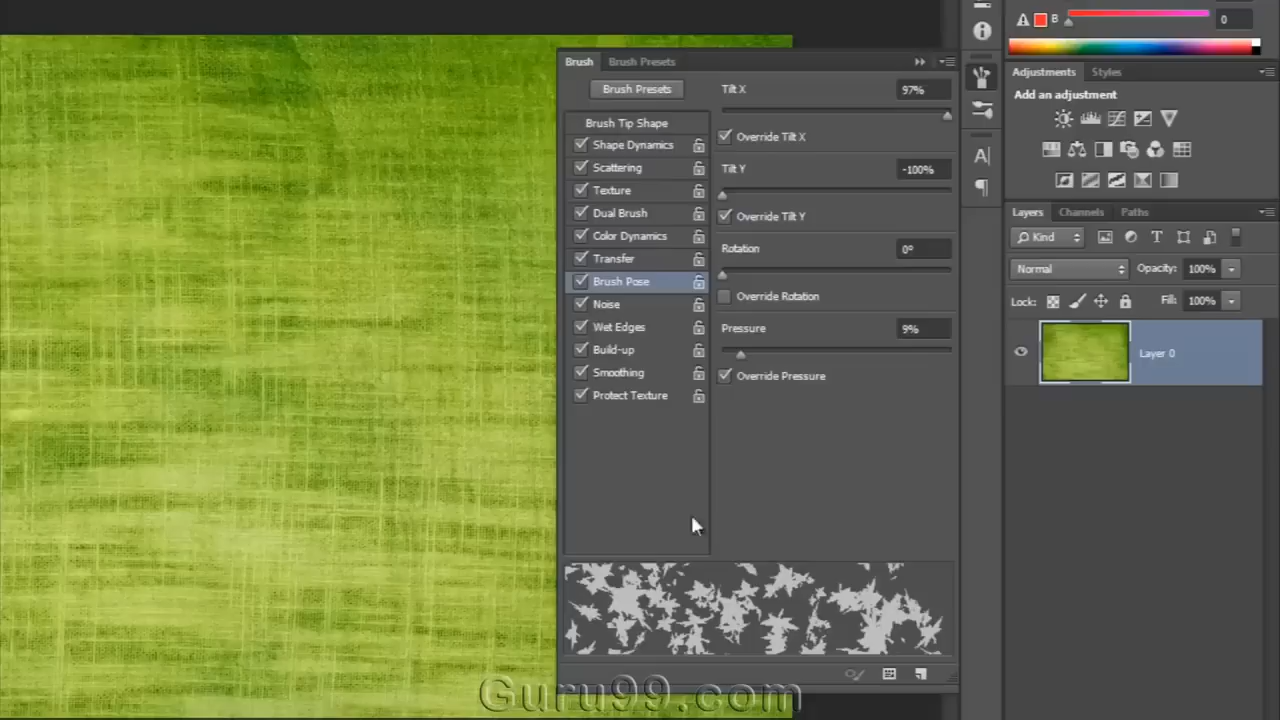 B 0
Brush Brush Presets
Adjustments Styles
Brush Presets Tilt X 97%
Add an adjustment
Brush Tip Shape
Shape Dynamics Override Tilt X
Scattering Tilt Y -100%
Texture
Dual Brush Override Tilt Y
Layers Channels Paths
Color Dynamics Rotation 0º
Kind T
Transfer
Normal Opacity: 100%
Brush Pose
Noise Override Rotation
Lock: Fill: 100%
Wet Edges Pressure 9%
Build-up
Layer 0
Smoothing Override Pressure
Protect Texture
Guru99.com